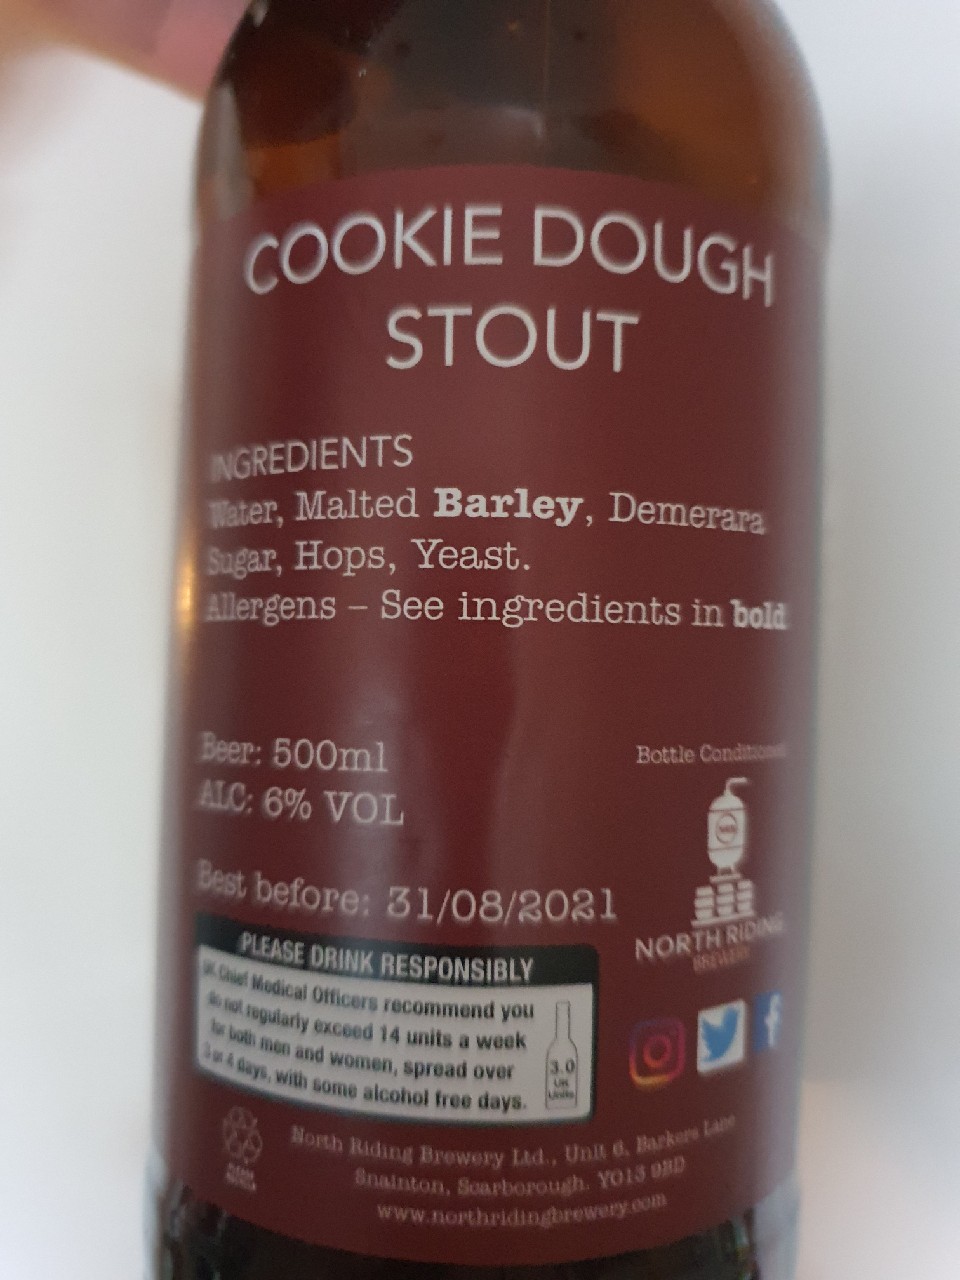 COOKIE DOUGH
STOUT
INGREDIENTS
Water, Malted Barley, Demerara
Sugar, Hops, Yeast.
Allergens – See ingredients in bold
Beer: 500ml
ALC: 6% VOL
Bottle Conditioned
Best before: 31/08/2021
NORTH RIDING
BREWERY
PLEASE DRINK RESPONSIBLY
UK Chief Medical Officers recommend you
do not regularly exceed 14 units a week
for both men and women, spread over
3 or 4 days, with some alcohol free days.
3.0
UK
Units
North Riding Brewery Ltd., Unit 6, Barkers Lane
Snainton, Scarborough. YO13 9BD
www.northridingbrewery.com